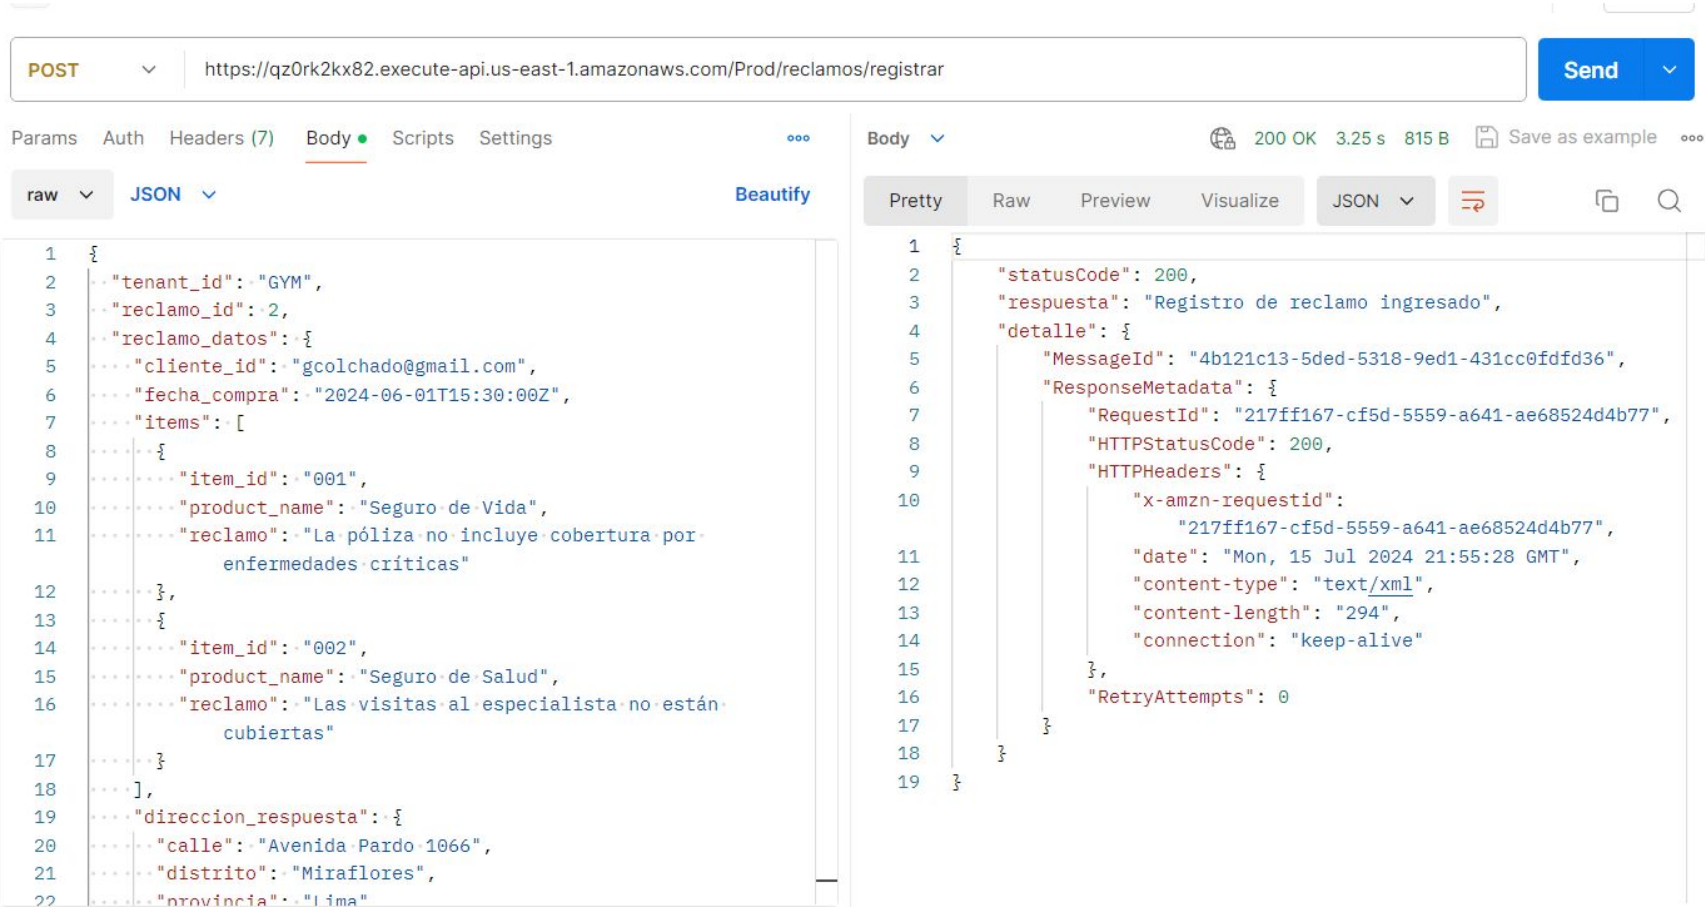 POST https://qz0rk2kx82.execute-api.us-east-1.amazonaws.com/Prod/reclamos/registrar Send
Params Auth Headers (7) Body Scripts Settings
raw JSON Beautify
1 {
2 "tenant_id": "GYM",
3 "reclamo_id": 2,
4 "reclamo_datos": {
5 "cliente_id": "gcolchado@gmail.com",
6 "fecha_compra": "2024-06-01T15:30:00Z",
7 "items": [
8 {
9 "item_id": "001",
10 "product_name": "Seguro de Vida",
11 "reclamo": "La póliza no incluye cobertura por
enfermedades críticas"
12 },
13 {
14 "item_id": "002",
15 "product_name": "Seguro de Salud",
16 "reclamo": "Las visitas al especialista no están
cubiertas"
17 }
18 ],
19 "direccion_respuesta": {
20 "calle": "Avenida Pardo 1066",
21 "distrito": "Miraflores",
22 "provincia": "Lima"
Body 200 OK 3.25 s 815 B Save as example
Pretty Raw Preview Visualize JSON
1 {
2 "statusCode": 200,
3 "respuesta": "Registro de reclamo ingresado",
4 "detalle": {
5 "MessageId": "4b121c13-5ded-5318-9ed1-431cc0fdfd36",
6 "ResponseMetadata": {
7 "RequestId": "217ff167-cf5d-5559-a641-ae68524d4b77",
8 "HTTPStatusCode": 200,
9 "HTTPHeaders": {
10 "x-amzn-requestid":
"217ff167-cf5d-5559-a641-ae68524d4b77",
11 "date": "Mon, 15 Jul 2024 21:55:28 GMT",
12 "content-type": "text/xml",
13 "content-length": "294",
14 "connection": "keep-alive"
15 },
16 "RetryAttempts": 0
17 }
18 }
19 }